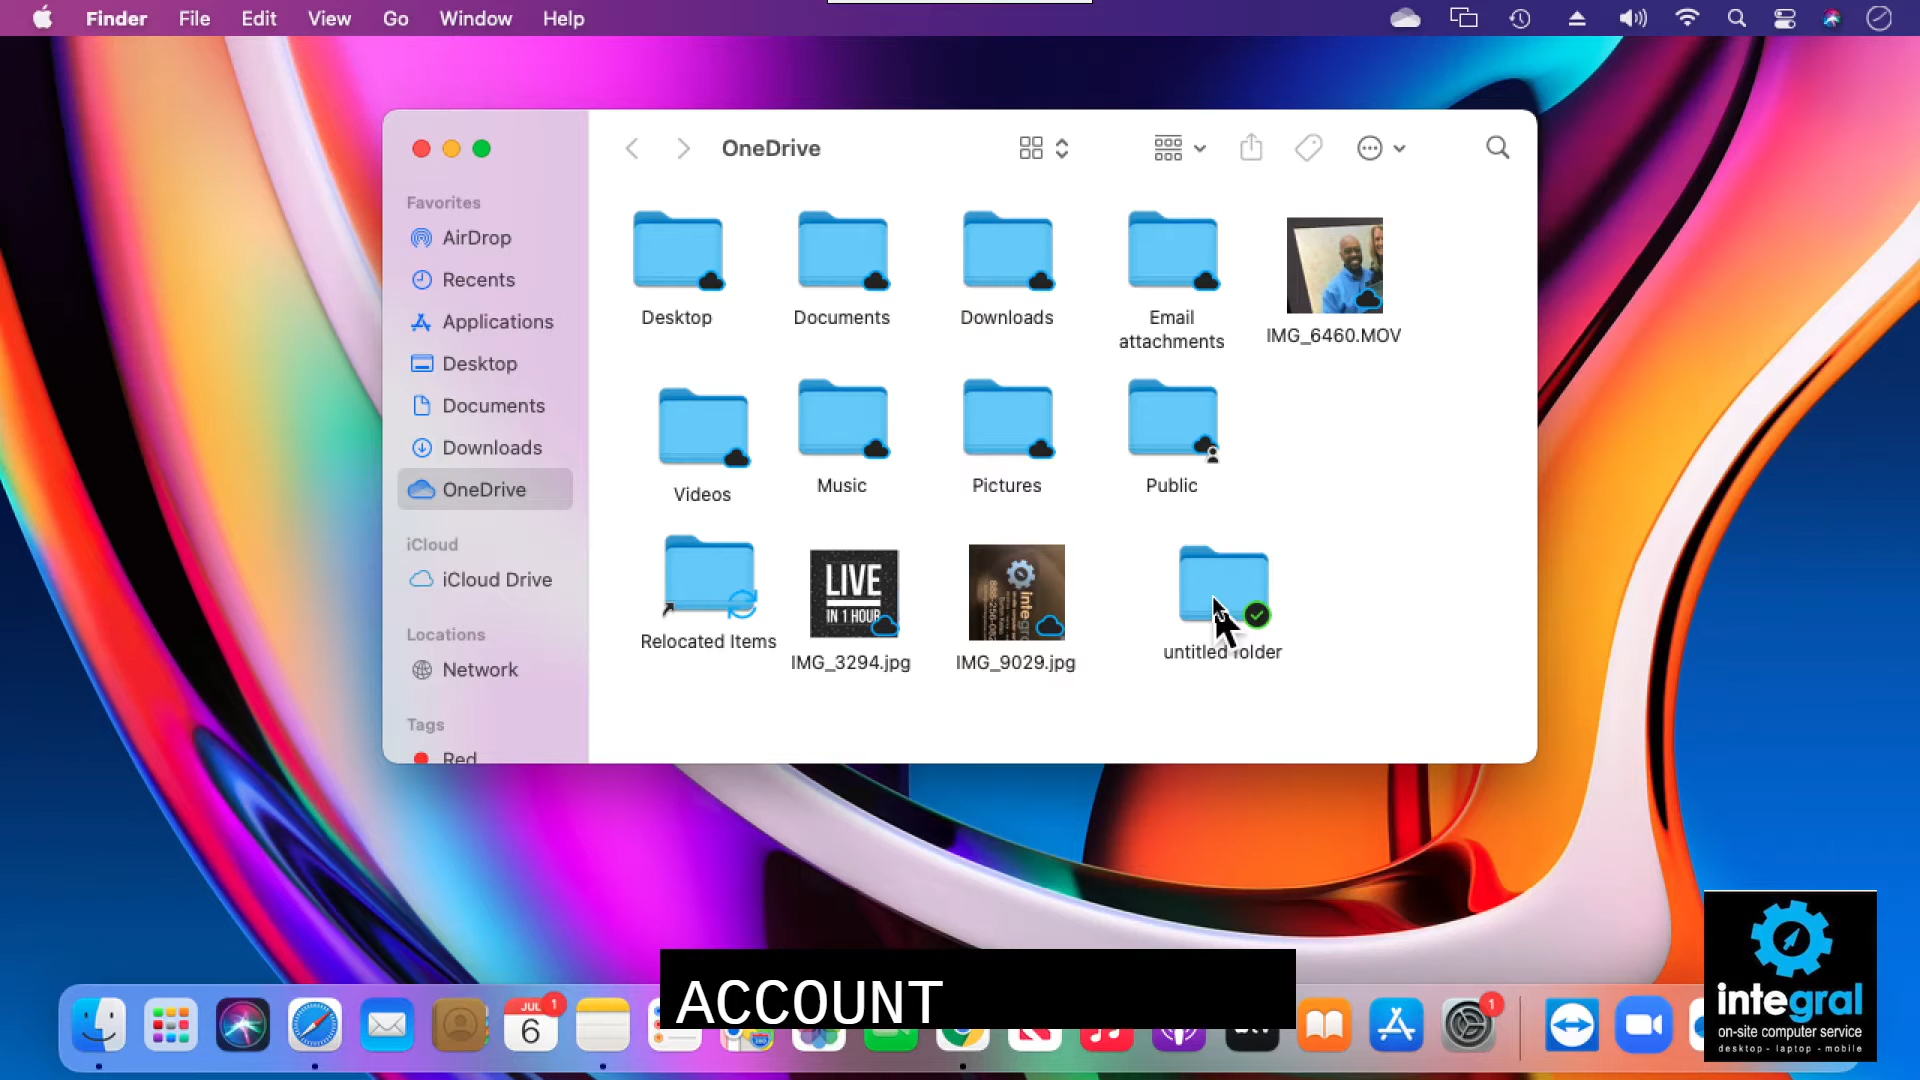 Finder File Edit View Go Window Help
OneDrive
Favorites
AirDrop
Recents
Applications
Desktop
Documents
Downloads
OneDrive
iCloud
iCloud Drive
Locations
Network
Tags
Red
Desktop
Documents
Downloads
Email
attachments
IMG_6460.MOV
Videos
Music
Pictures
Public
Relocated Items
LIVE
IN 1 HOUR
IMG_3294.jpg
IMG_9029.jpg
untitled folder
ACCOUNT
JUL
6
1
1
integral
on-site computer service
desktop - laptop - mobile